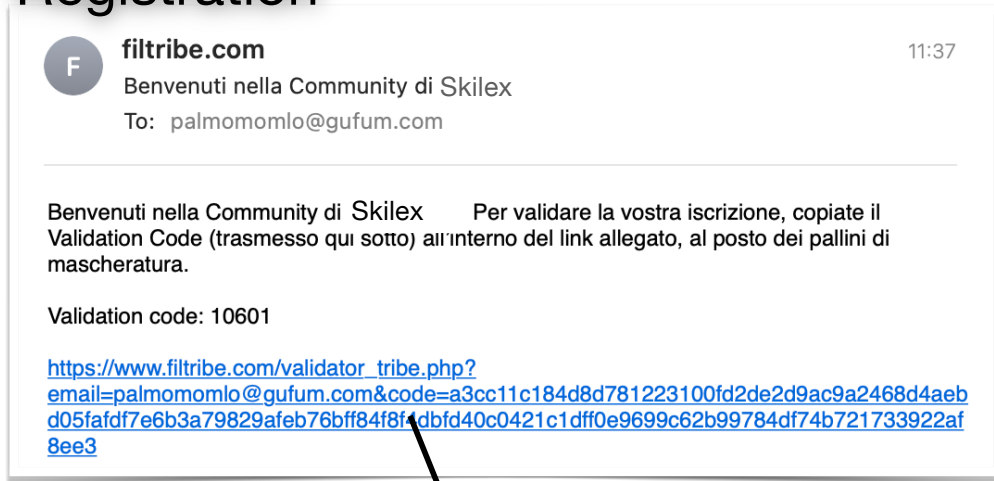 Registration
F
filtribe.com
11:37
Benvenuti nella Community di Skilex
To: palmomomlo@gufum.com
Benvenuti nella Community di Skilex Per validare la vostra iscrizione, copiate il
Validation Code (trasmesso qui sotto) all'interno del link allegato, al posto dei pallini di
mascheratura.
Validation code: 10601
https://www.filtribe.com/validator_tribe.php?
email=palmomomlo@gufum.com&code=a3cc11c184d8d781223100fd2de2d9ac9a2468d4aeb
d05fafdf7e6b3a79829afeb76bff84f8f4dbfd40c0421c1dff0e9699c62b99784df74b721733922af
8ee3